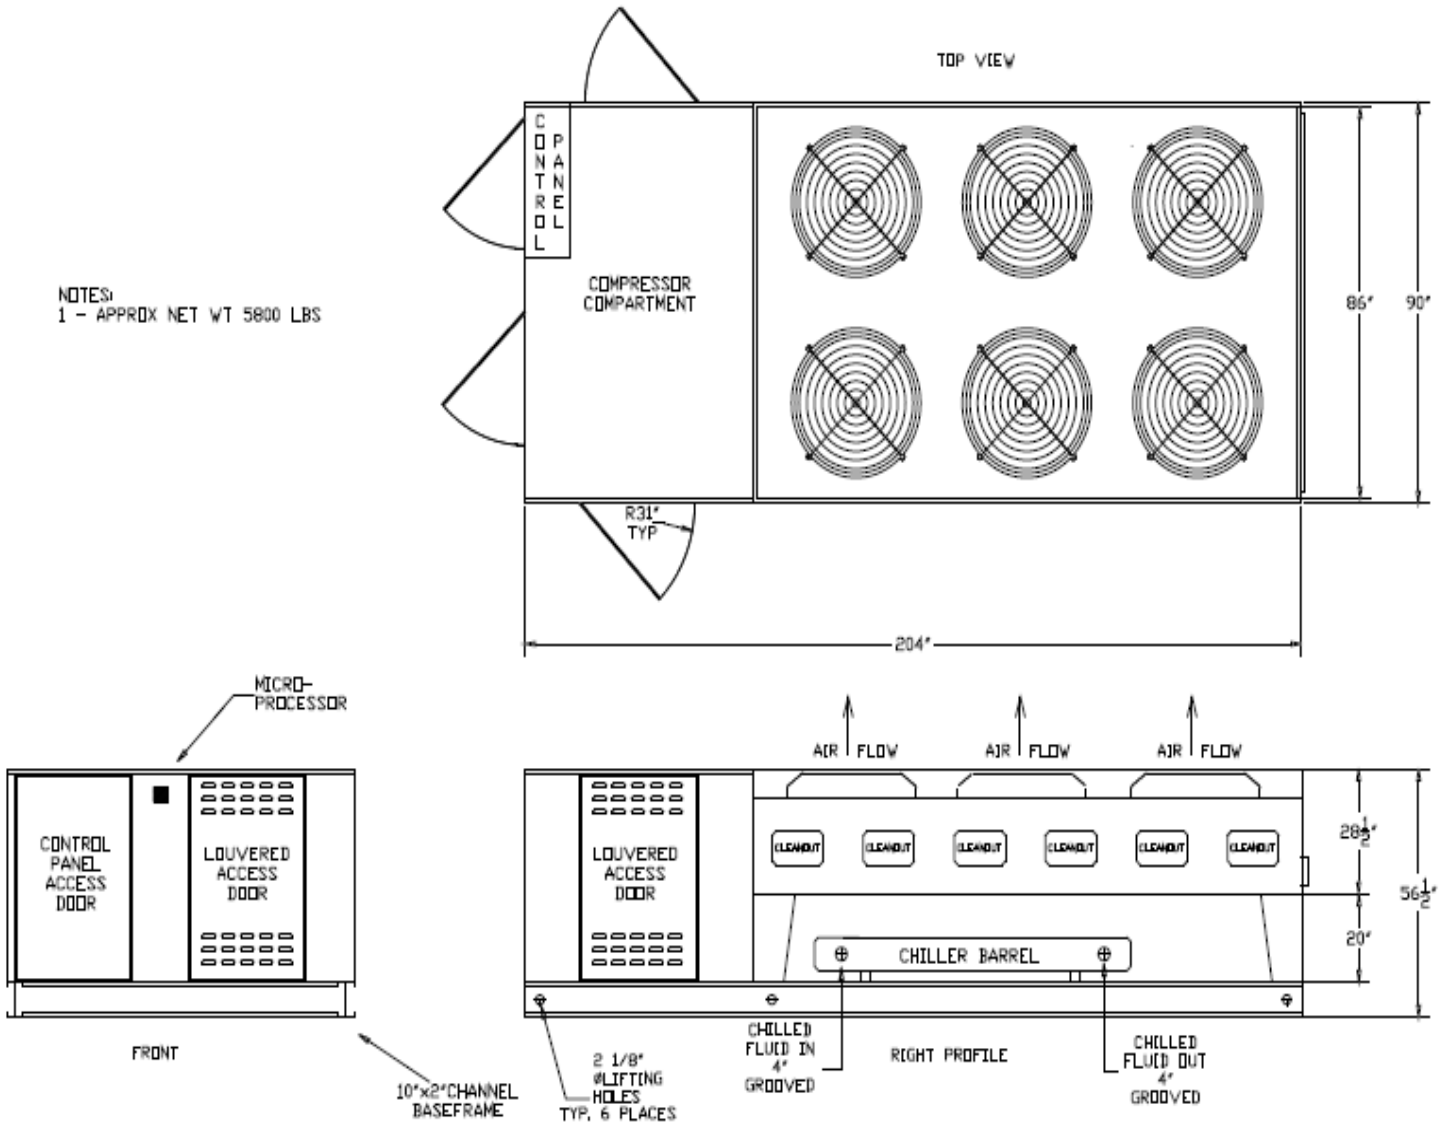 TOP VIEW
CONTROL
PANEL
COMPRESSOR
COMPARTMENT
NOTES:
1 - APPROX NET WT 5800 LBS
86"
90"
R31"
TYP
204"
MICRO-
PROCESSOR
AIR FLOW
AIR FLOW
AIR FLOW
CONTROL
PANEL
ACCESS
DOOR
LOUVERED
ACCESS
DOOR
LOUVERED
ACCESS
DOOR
CLEANOUT
CLEANOUT
CLEANOUT
CLEANOUT
CLEANOUT
CLEANOUT
28 1/2"
56 1/2"
20"
CHILLER BARREL
FRONT
10"x2"CHANNEL
BASEFRAME
2 1/8"
ØLIFTING
HOLES
TYP. 6 PLACES
CHILLED
FLUID IN
4"
GROOVED
RIGHT PROFILE
CHILLED
FLUID OUT
4"
GROOVED